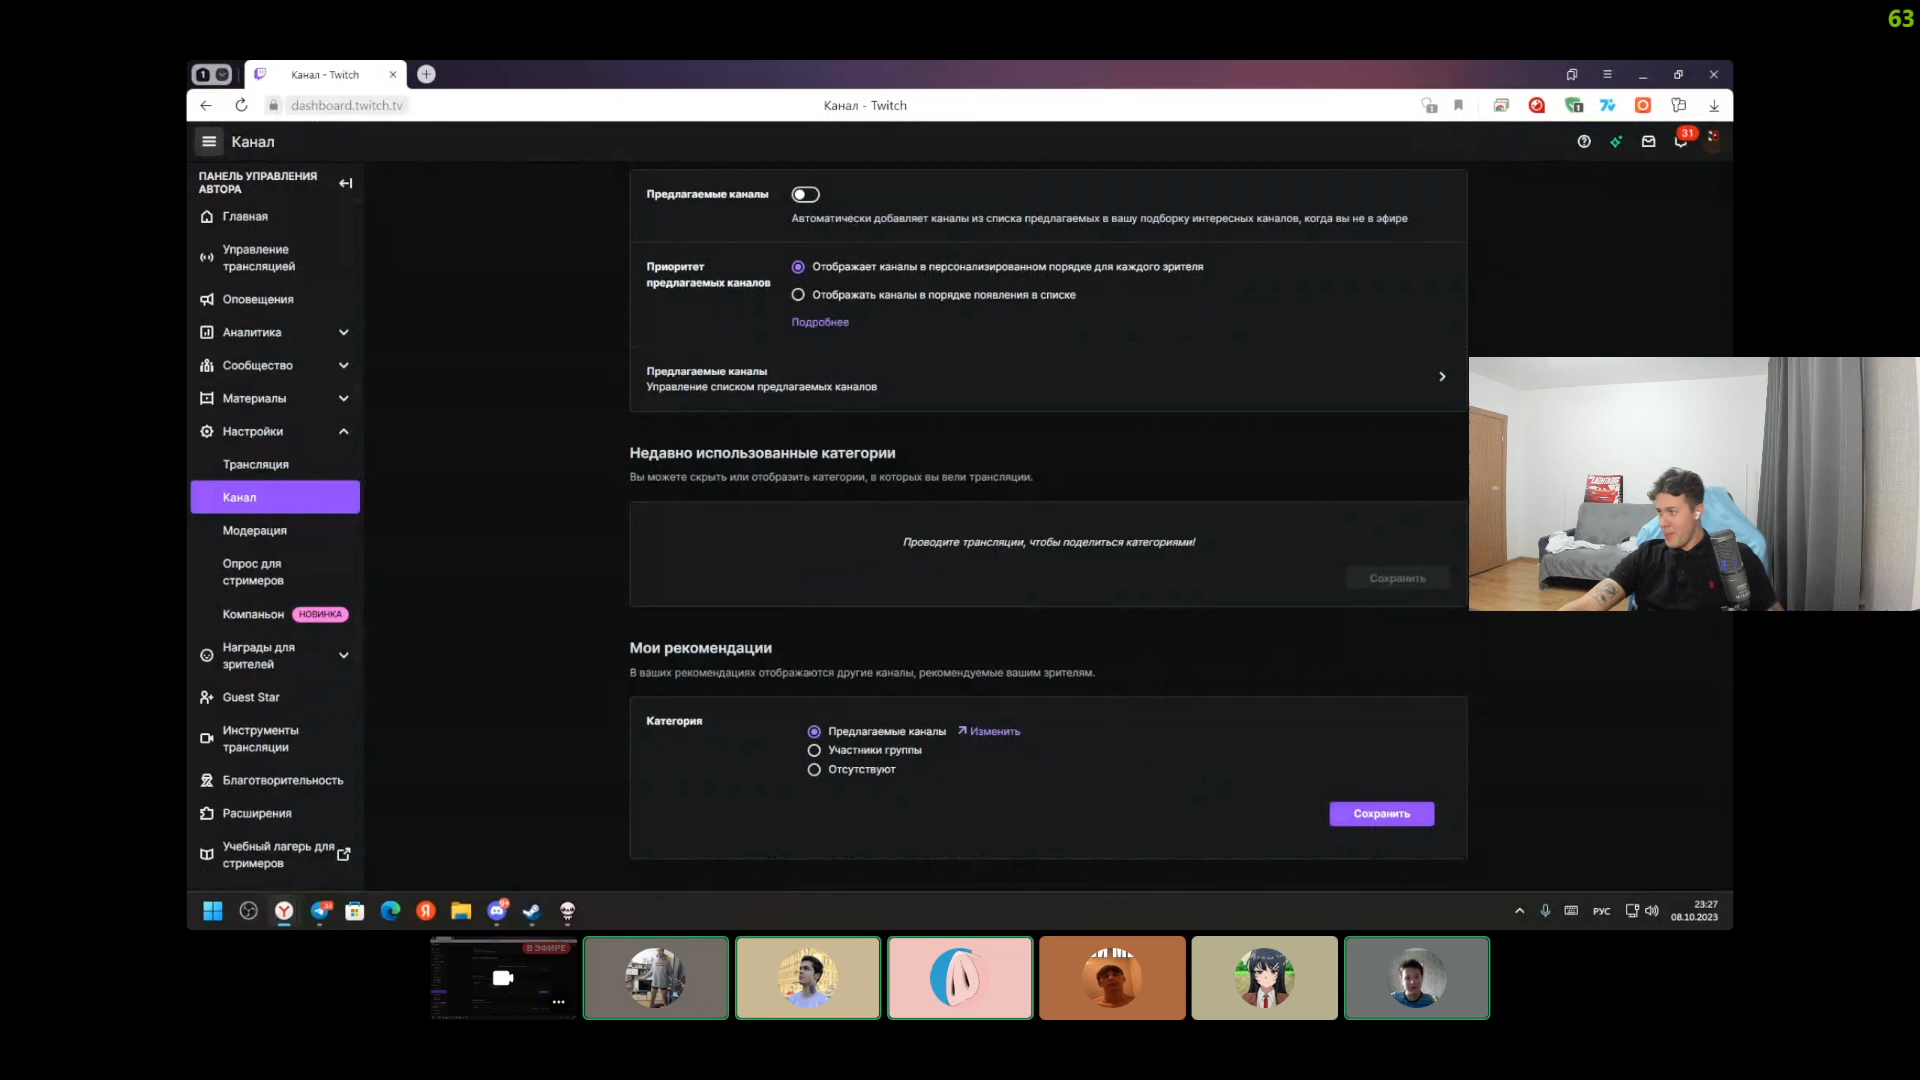 63
1
Канал - Twitch
dashboard.twitch.tv
Канал - Twitch
1
Канал
31
ПАНЕЛЬ УПРАВЛЕНИЯ
АВТОРА
Главная
Управление
трансляцией
Оповещения
Аналитика
Сообщество
Материалы
Настройки
Трансляция
Канал
Модерация
Опрос для
стримеров
Компаньон НОВИНКА
Награды для
зрителей
Guest Star
Инструменты
трансляции
Благотворительность
Расширения
Учебный лагерь для
стримеров
Предлагаемые каналы
Автоматически добавляет каналы из списка предлагаемых в вашу подборку интересных каналов, когда вы не в эфире
Приоритет
предлагаемых каналов
Отображает каналы в персонализированном порядке для каждого зрителя
Отображать каналы в порядке появления в списке
Подробнее
Предлагаемые каналы
Управление списком предлагаемых каналов
Недавно использованные категории
Вы можете скрыть или отобразить категории, в которых вы вели трансляции.
Проводите трансляции, чтобы поделиться категориями!
Сохранить
Мои рекомендации
В ваших рекомендациях отображаются другие каналы, рекомендуемые вашим зрителям.
Категория
Предлагаемые каналы Изменить
Участники группы
Отсутствуют
Сохранить
РУС
23:27
08.10.2023
В ЭФИРЕ